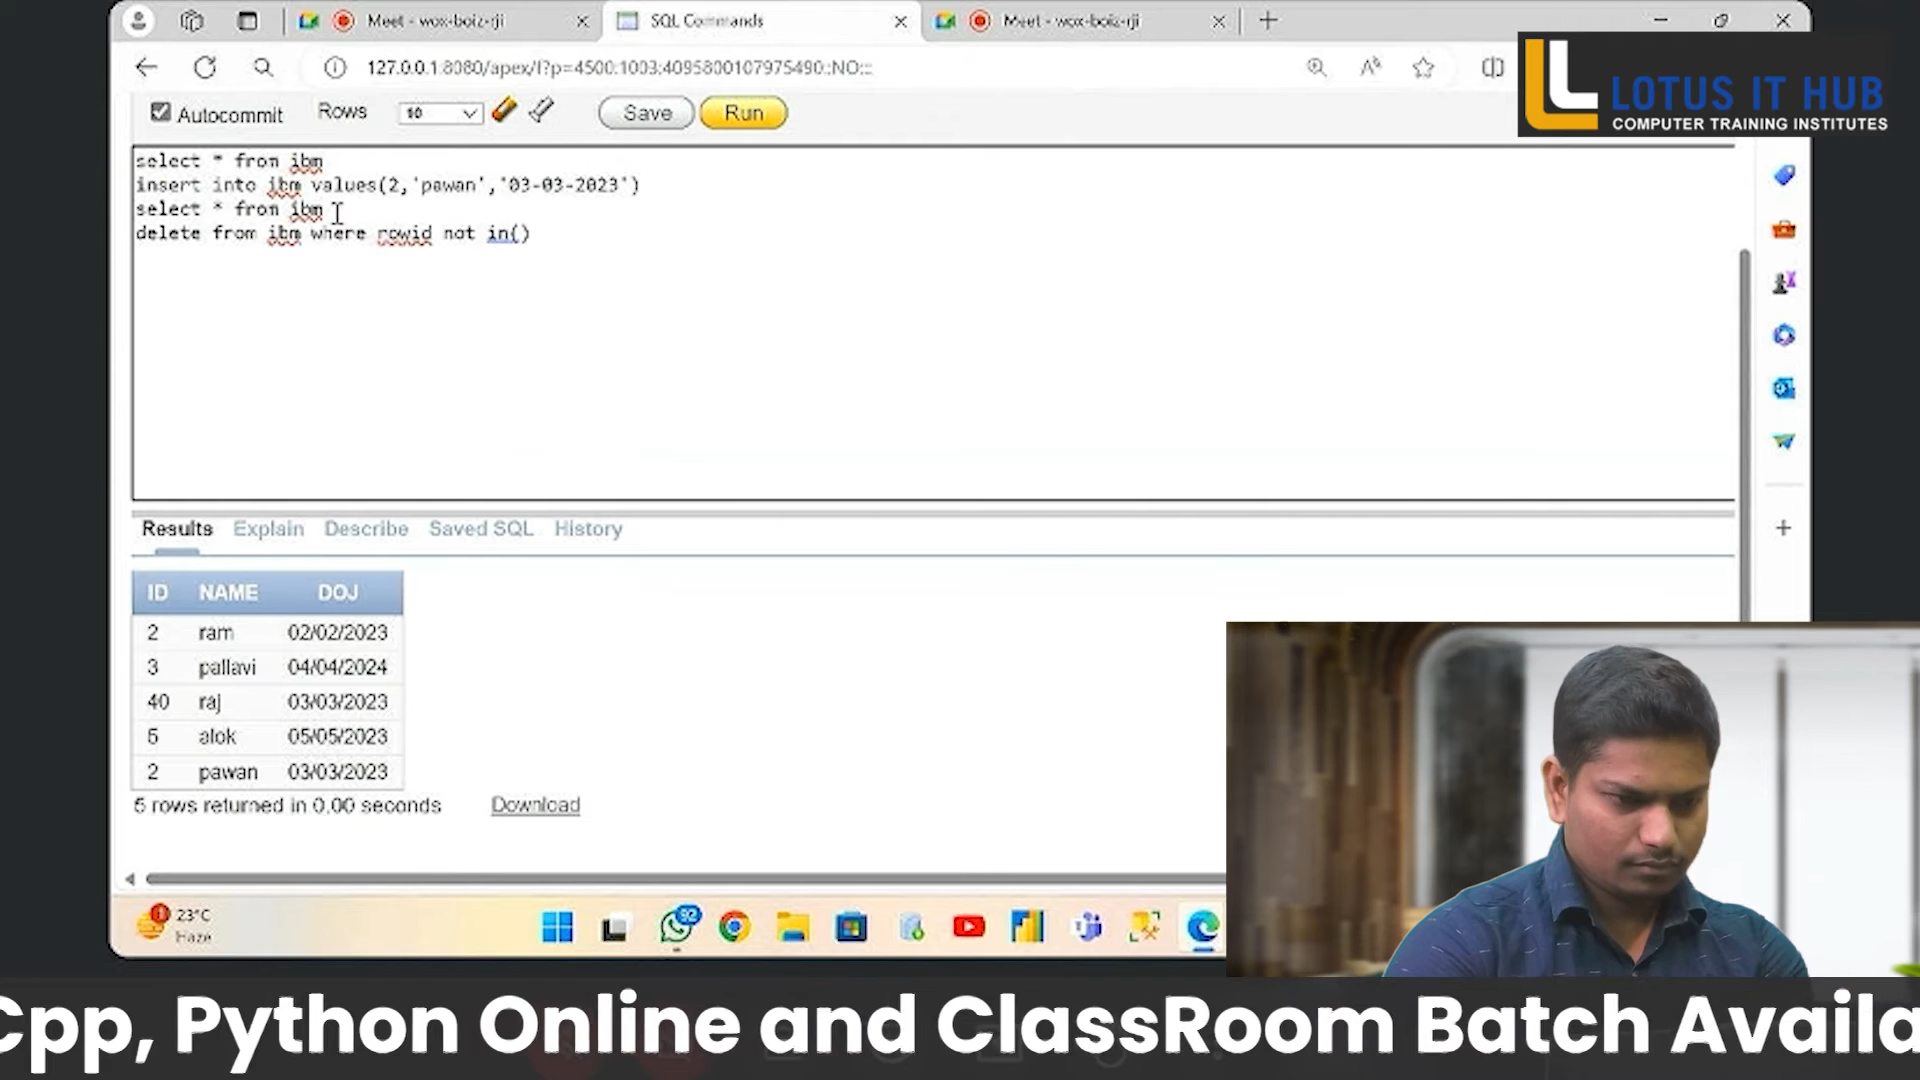 Meet - wox-boiz-rji
SQL Commands
Meet - wox-boiz-rji
127.0.0.1:8080/apex/f?p=4500:1003:4095800107975490::NO:::
LOTUS IT HUB
COMPUTER TRAINING INSTITUTES
Autocommit
Rows
10
Save
Run
select * from ibm
insert into ibm values(2,'pawan','03-03-2023')
select * from ibm
delete from ibm where rowid not in()
Results
Explain
Describe
Saved SQL
History
ID NAME DOJ
2 ram 02/02/2023
3 pallavi 04/04/2024
40 raj 03/03/2023
5 alok 05/05/2023
2 pawan 03/03/2023
5 rows returned in 0.00 seconds
Download
1
23°C
Haze
92
Cpp, Python Online and ClassRoom Batch Availa